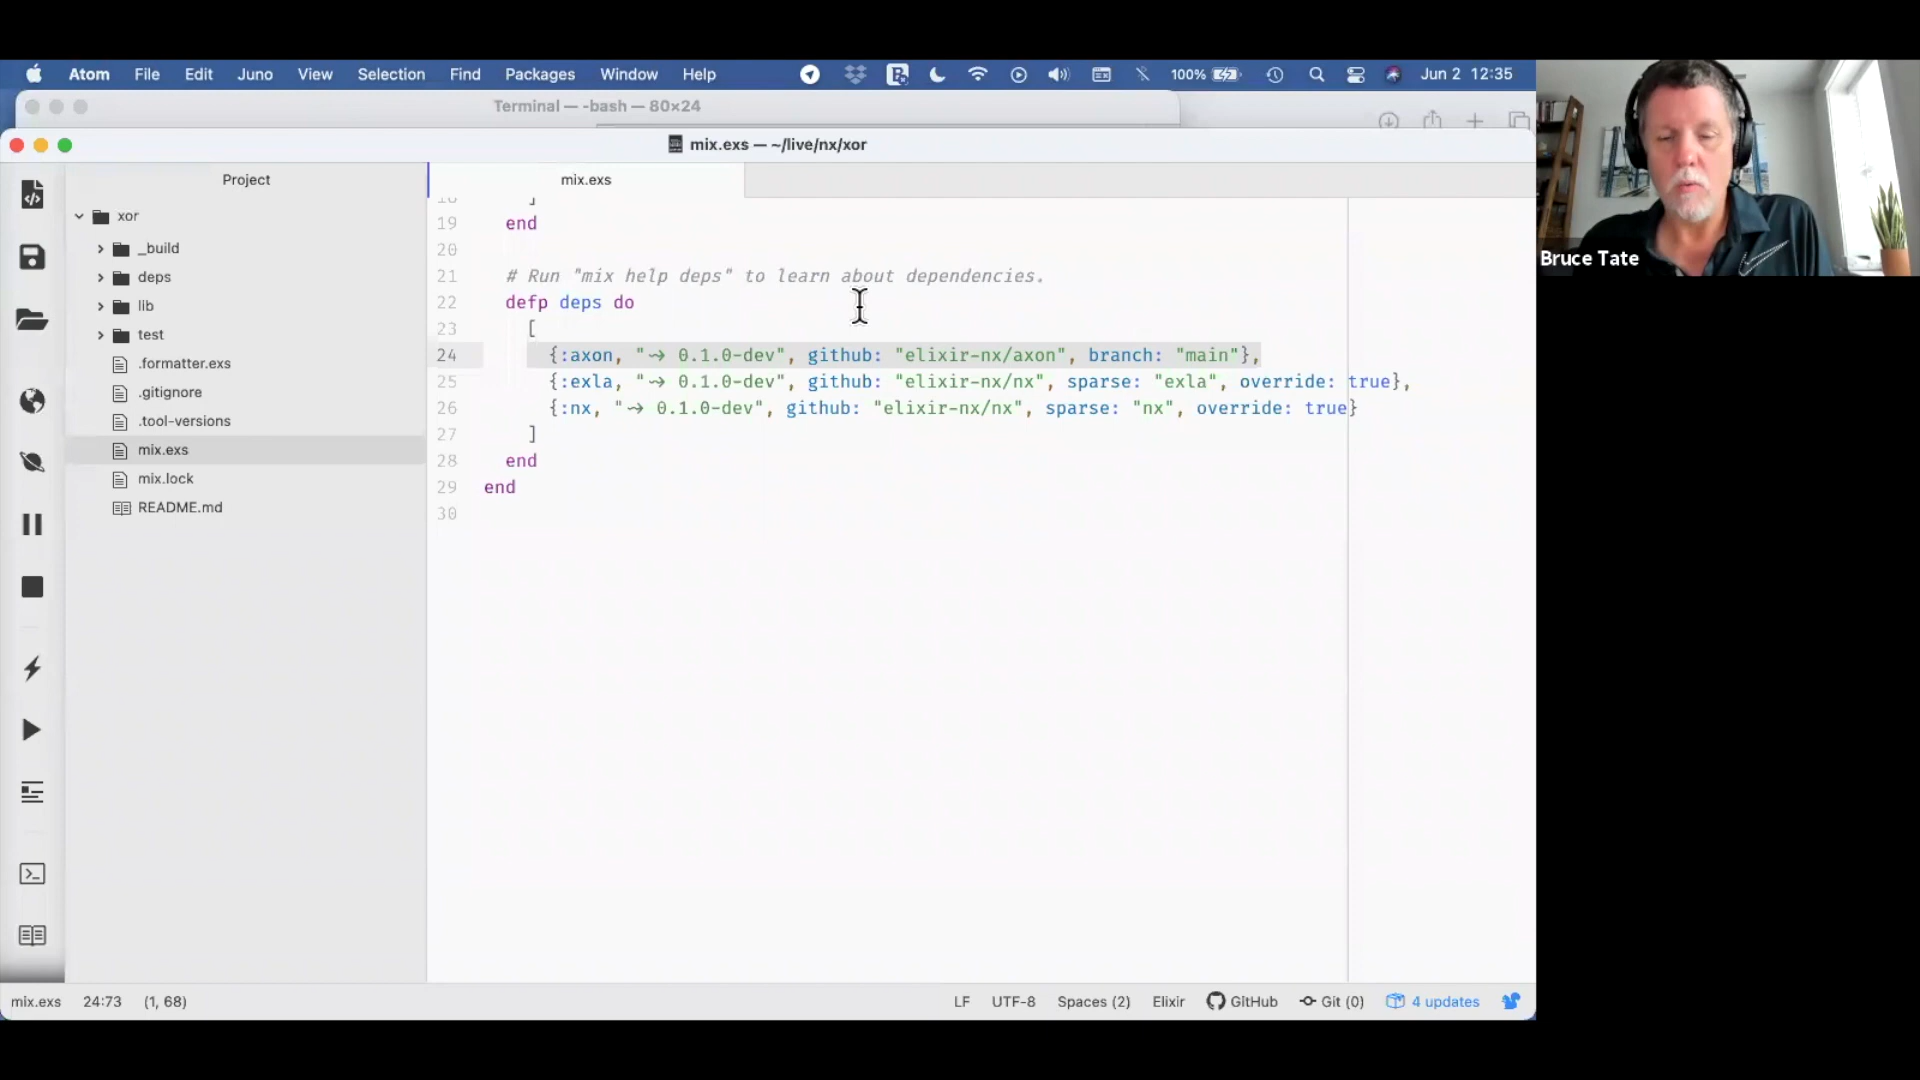 Atom File Edit Juno View Selection Find Packages Window Help 100% Jun 2 12:35
Terminal — -bash — 80×24
mix.exs — ~/live/nx/xor
Project
mix.exs
xor
_build
deps
lib
test
.formatter.exs
.gitignore
.tool-versions
mix.exs
mix.lock
README.md
18 ]
19 end
20
21 # Run "mix help deps" to learn about dependencies.
22 defp deps do
23 [
24 {:axon, "~> 0.1.0-dev", github: "elixir-nx/axon", branch: "main"},
25 {:exla, "~> 0.1.0-dev", github: "elixir-nx/nx", sparse: "exla", override: true},
26 {:nx, "~> 0.1.0-dev", github: "elixir-nx/nx", sparse: "nx", override: true}
27 ]
28 end
29 end
30
mix.exs 24:73 (1, 68) LF UTF-8 Spaces (2) Elixir GitHub Git (0) 4 updates
Bruce Tate